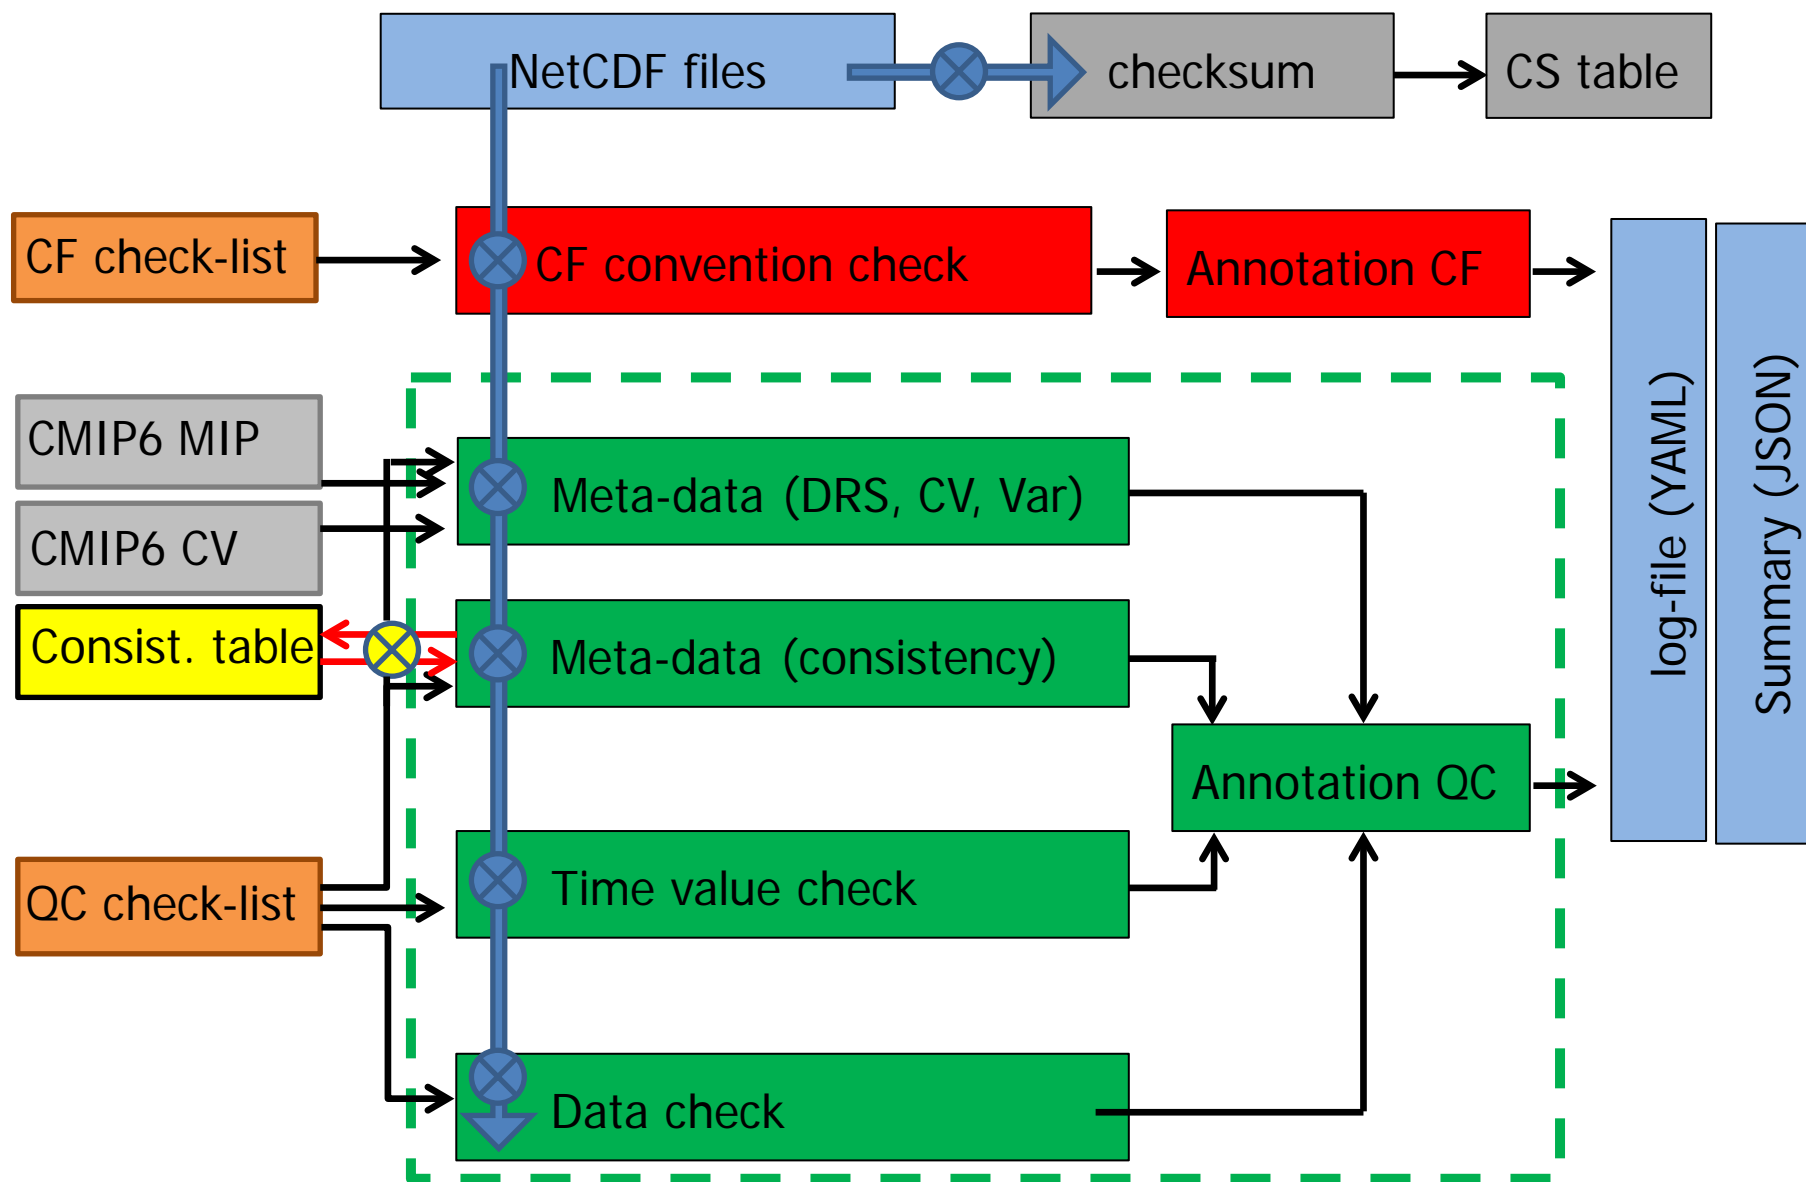 NetCDF files
checksum
CS table
CF check-list
CF convention check
Annotation CF
CMIP6 MIP
Meta-data (DRS, CV, Var)
CMIP6 CV
Consist. table
Meta-data (consistency)
Annotation QC
QC check-list
Time value check
Data check
log-file (YAML)
Summary (JSON)